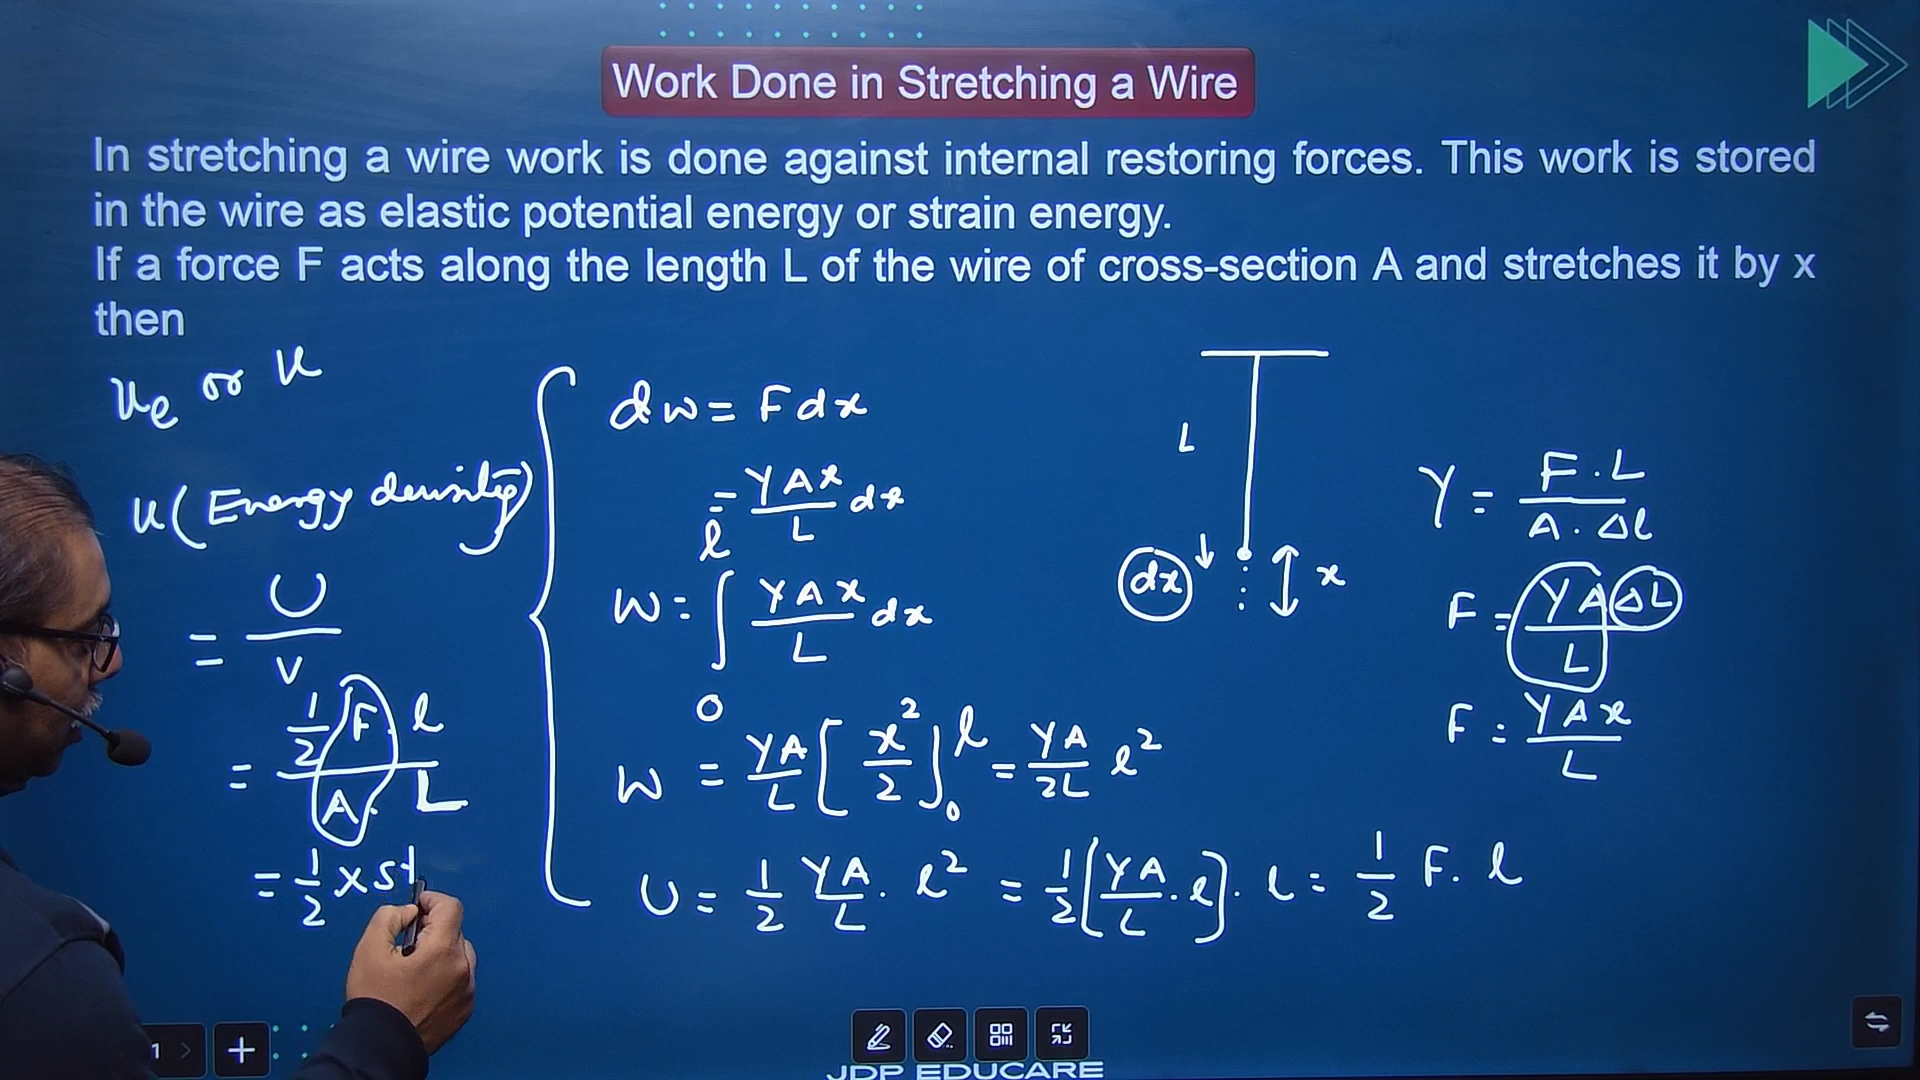 Work Done in Stretching a Wire
In stretching a wire work is done against internal restoring forces. This work is stored
in the wire as elastic potential energy or strain energy.
If a force F acts along the length L of the wire of cross-section A and stretches it by x
then
u_e or u
u (Energy density)
= U/V
= (1/2 F l)/(A. L)
= 1/2 × st
dw = F dx
= YAx/L dx
W = ∫₀^l YAx/L dx
W = YA/L [x²/2]₀^l = YA/2L l²
U = 1/2 YA/L . l² = 1/2 [YA/L . l] . l = 1/2 F. l
L
dx
x
Y = F.L/A.Δl
F = YAΔL/L
F = YAx/L
1 >
+
JDP EDUCARE